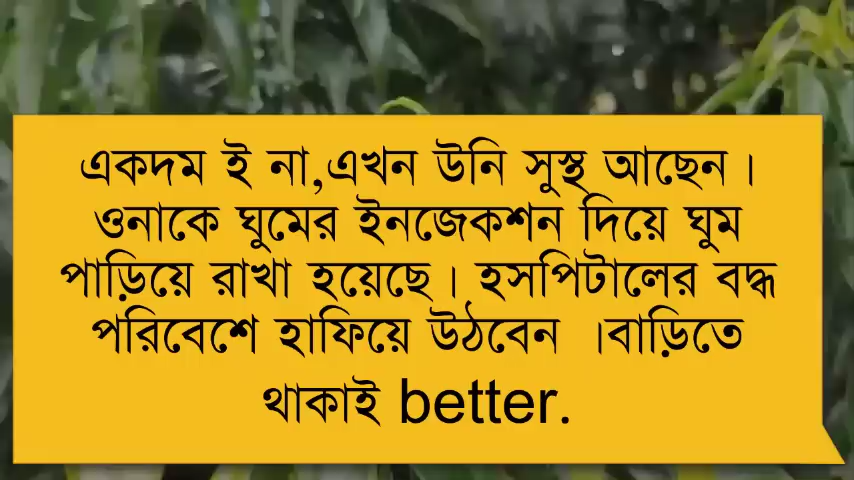 একদম ই না,এখন উনি সুস্থ আছেন।
ওনাকে ঘুমের ইনজেকশন দিয়ে ঘুম
পাড়িয়ে রাখা হয়েছে। হসপিটালের বদ্ধ
পরিবেশে হাফিয়ে উঠবেন ।বাড়িতে
থাকাই better.